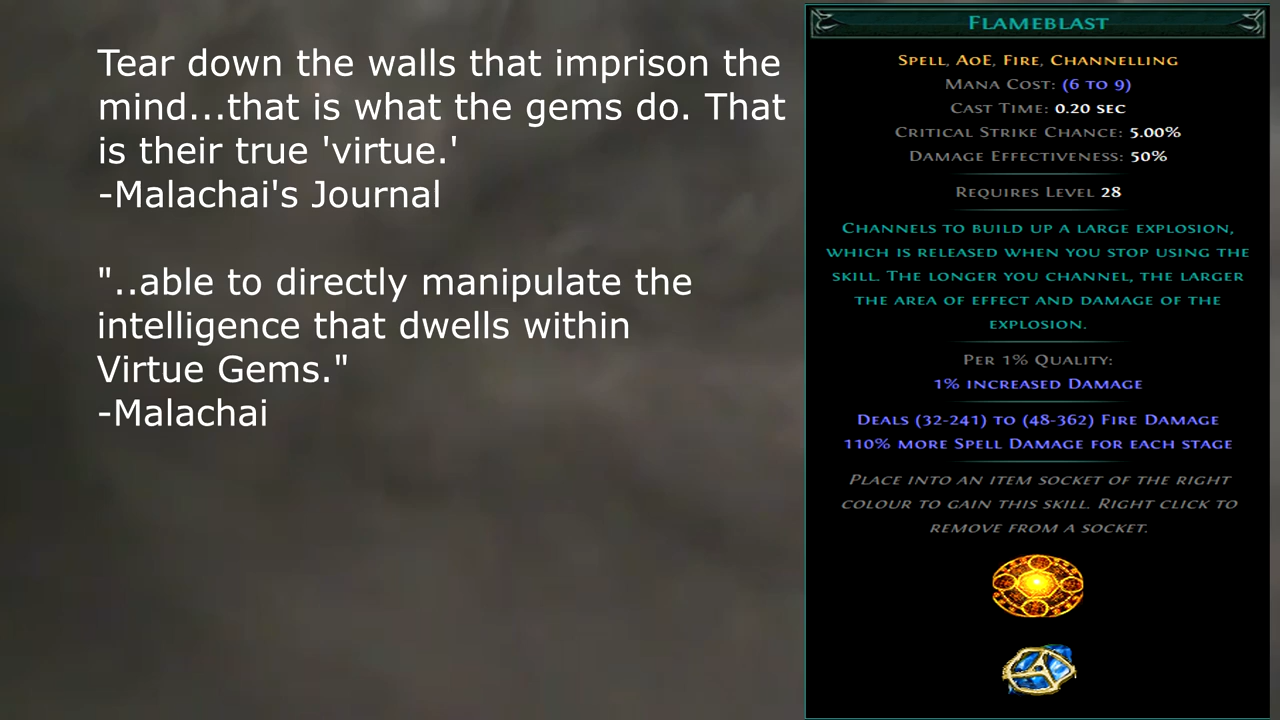 Tear down the walls that imprison the
mind...that is what the gems do. That
is their true 'virtue.'
-Malachai's Journal
"..able to directly manipulate the
intelligence that dwells within
Virtue Gems."
-Malachai
Flameblast
Spell, AoE, Fire, Channelling
Mana Cost: (6 to 9)
Cast Time: 0.20 sec
Critical Strike Chance: 5.00%
Damage Effectiveness: 50%
Requires Level 28
Channels to build up a large explosion,
which is released when you stop using the
skill. The longer you channel, the larger
the area of effect and damage of the
explosion.
Per 1% Quality:
1% increased Damage
Deals (32-241) to (48-362) Fire Damage
110% more Spell Damage for each stage
Place into an item socket of the right
colour to gain this skill. Right click to
remove from a socket.